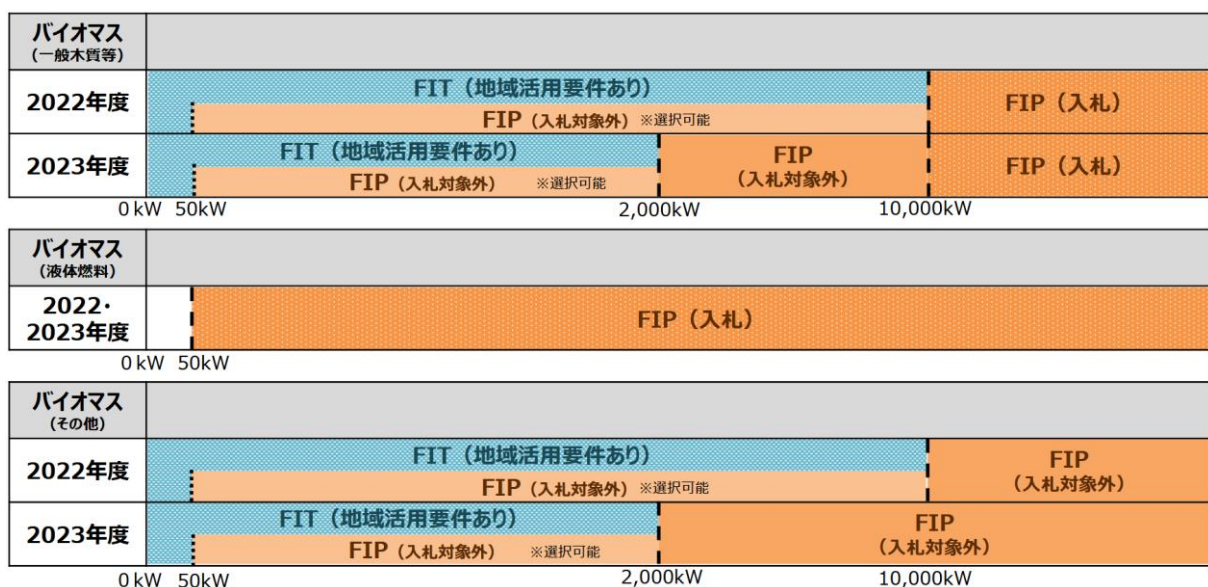 バイオマス
(一般木質等)
2022年度
FIT(地域活用要件あり)
FIP(入札対象外) ※選択可能
FIP(入札)
2023年度
FIT(地域活用要件あり)
FIP(入札対象外) ※選択可能
FIP
(入札対象外)
FIP(入札)
0kW 50kW 2,000kW 10,000kW
バイオマス
(液体燃料)
2022・
2023年度
FIP(入札)
0kW 50kW
バイオマス
(その他)
2022年度
FIT(地域活用要件あり)
FIP(入札対象外) ※選択可能
FIP
(入札対象外)
2023年度
FIT(地域活用要件あり)
FIP(入札対象外) ※選択可能
FIP
(入札対象外)
0kW 50kW 2,000kW 10,000kW